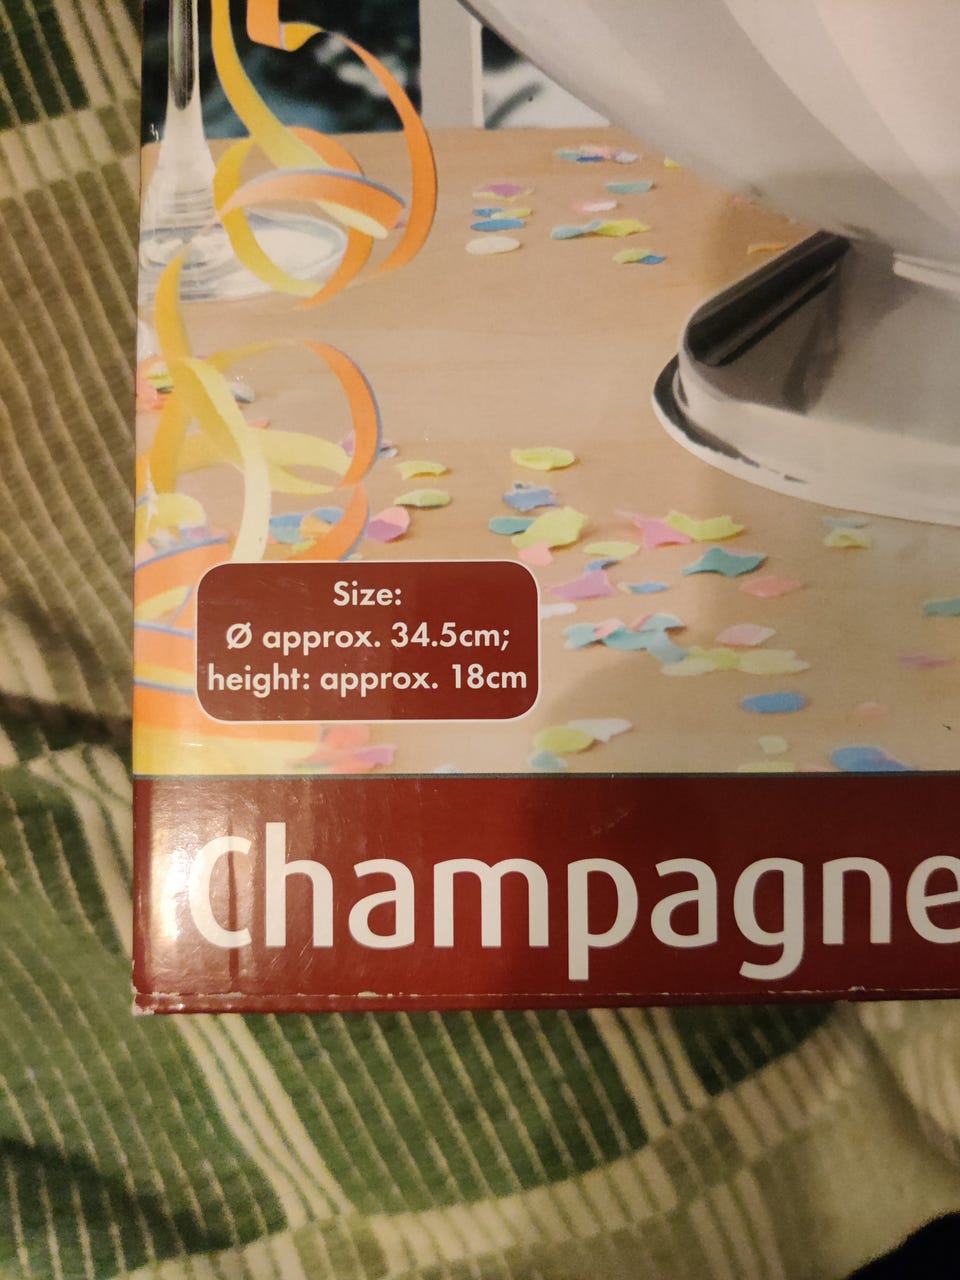 Size:
Ø approx. 34.5cm;
height: approx. 18cm
Champagne